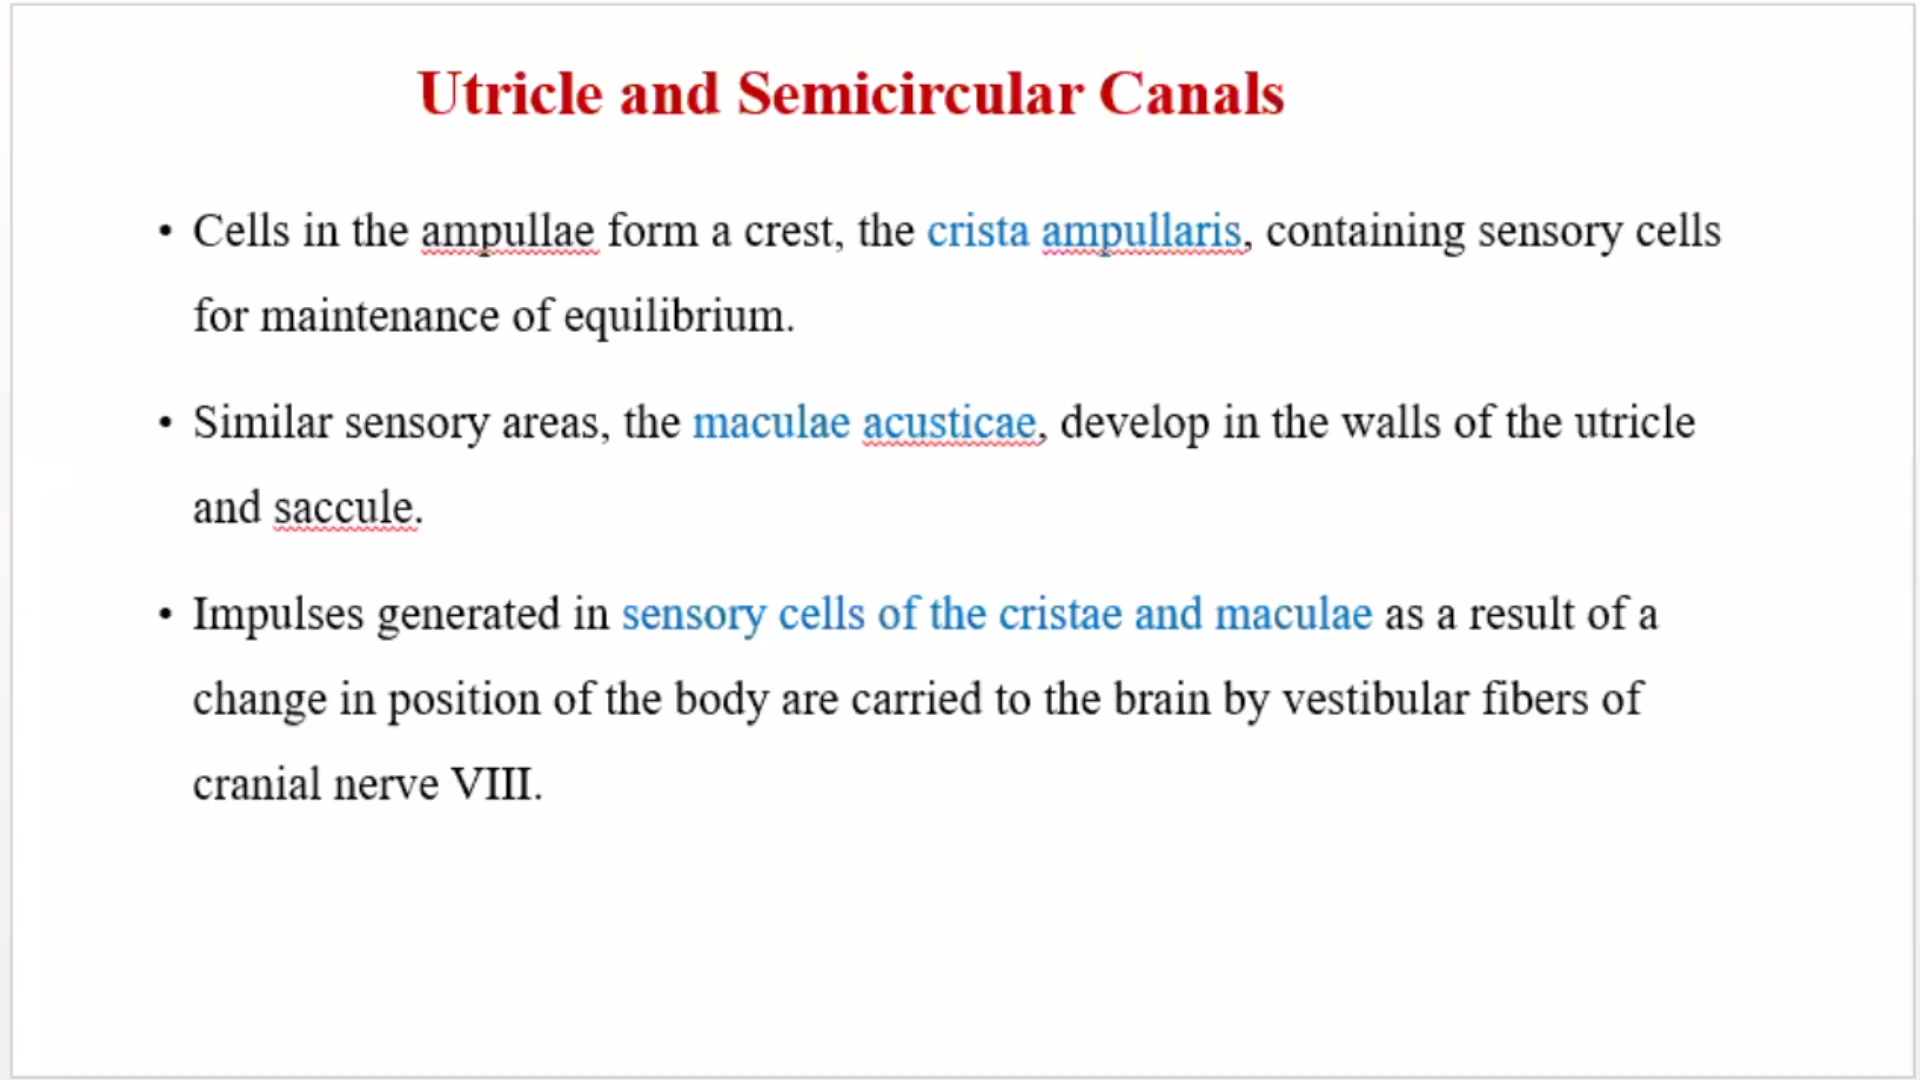 Utricle and Semicircular Canals
• Cells in the ampullae form a crest, the crista ampullaris, containing sensory cells
for maintenance of equilibrium.
• Similar sensory areas, the maculae acusticae, develop in the walls of the utricle
and saccule.
• Impulses generated in sensory cells of the cristae and maculae as a result of a
change in position of the body are carried to the brain by vestibular fibers of
cranial nerve VIII.